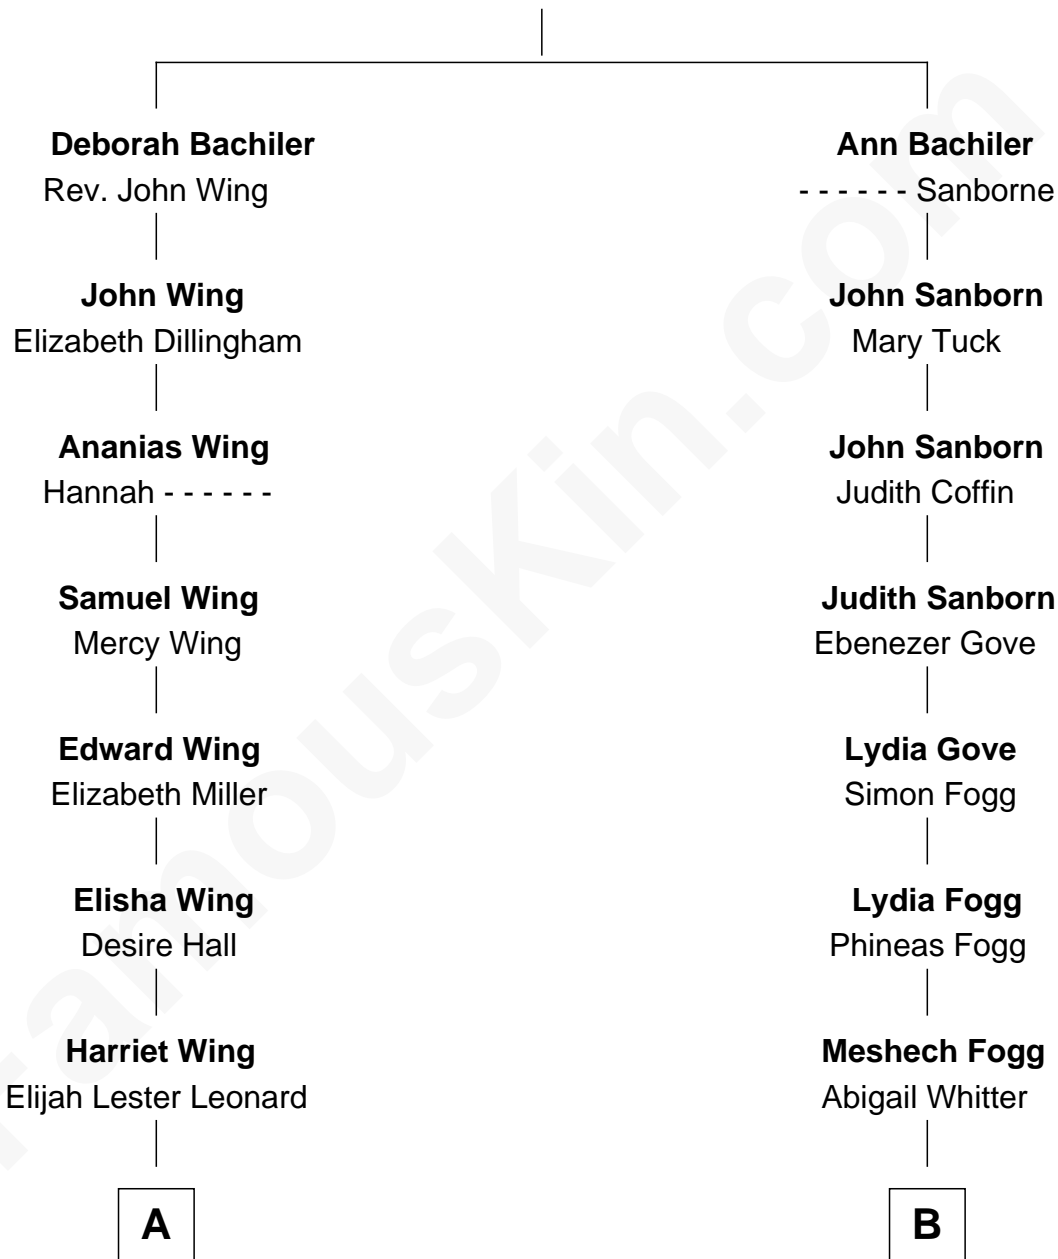 Deborah Bachiler
Rev. John Wing
John Wing
Elizabeth Dillingham
Ananias Wing
Hannah - - - - - -
Samuel Wing
Mercy Wing
Edward Wing
Elizabeth Miller
Elisha Wing
Desire Hall
Harriet Wing
Elijah Lester Leonard
A
Ann Bachiler
- - - - - - Sanborne
John Sanborn
Mary Tuck
John Sanborn
Judith Coffin
Judith Sanborn
Ebenezer Gove
Lydia Gove
Simon Fogg
Lydia Fogg
Phineas Fogg
Meshech Fogg
Abigail Whitter
B
FamousKin.com